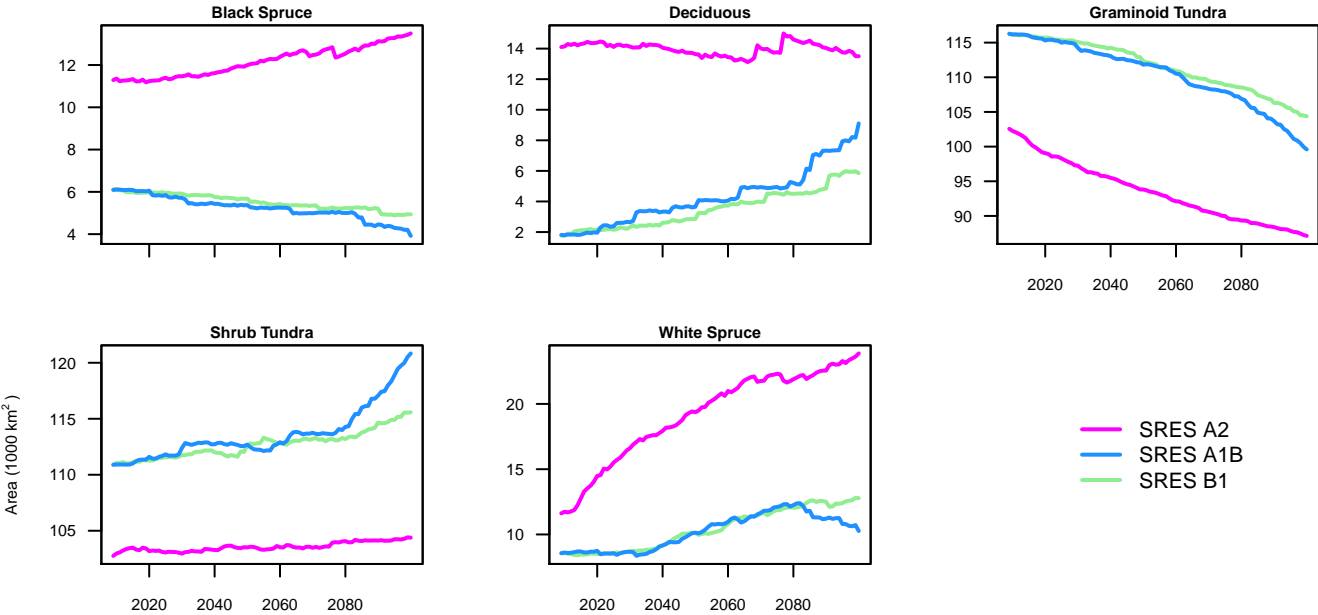 Black Spruce
Deciduous
Graminoid Tundra
12
10
8
6
4
14
12
10
8
6
4
2
115
110
105
100
95
90
2020 2040 2060 2080
Shrub Tundra
White Spruce
Area (1000 km²)
120
115
110
105
2020 2040 2060 2080
20
15
10
2020 2040 2060 2080
SRES A2
SRES A1B
SRES B1